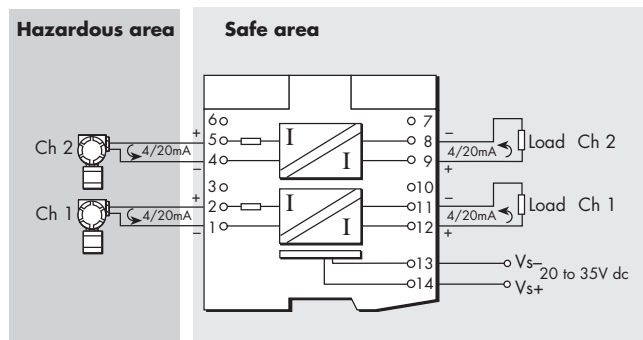 Hazardous area
Safe area
6
7
Ch 2
4/20mA
+
5
I
I
8
–
Load Ch 2
–
4
9
4/20mA
+
3
10
Ch 1
4/20mA
+
2
I
I
11
–
Load Ch 1
–
1
12
4/20mA
+
13
Vs–
20 to 35V dc
14
Vs+